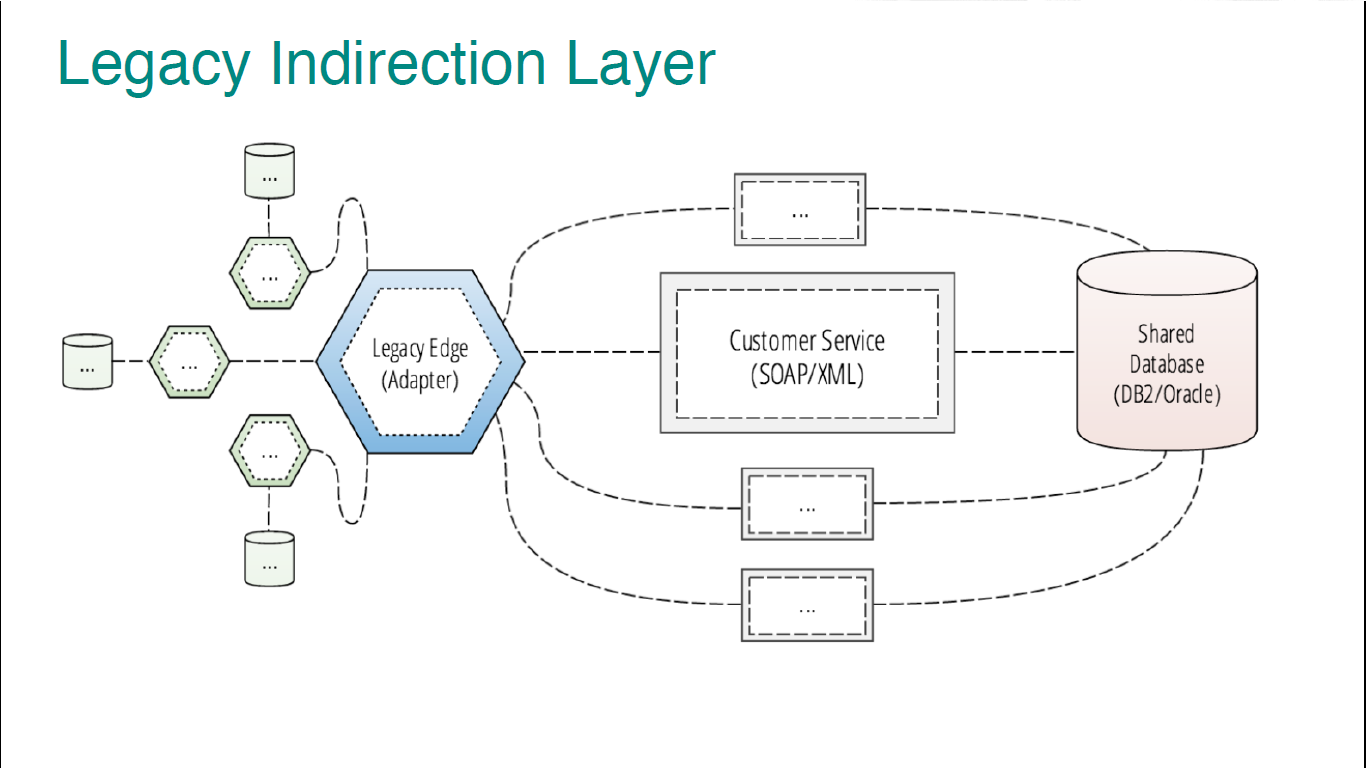 Legacy Indirection Layer
...
...
...
...
...
...
Legacy Edge
(Adapter)
...
Customer Service
(SOAP/XML)
...
...
Shared
Database
(DB2/Oracle)